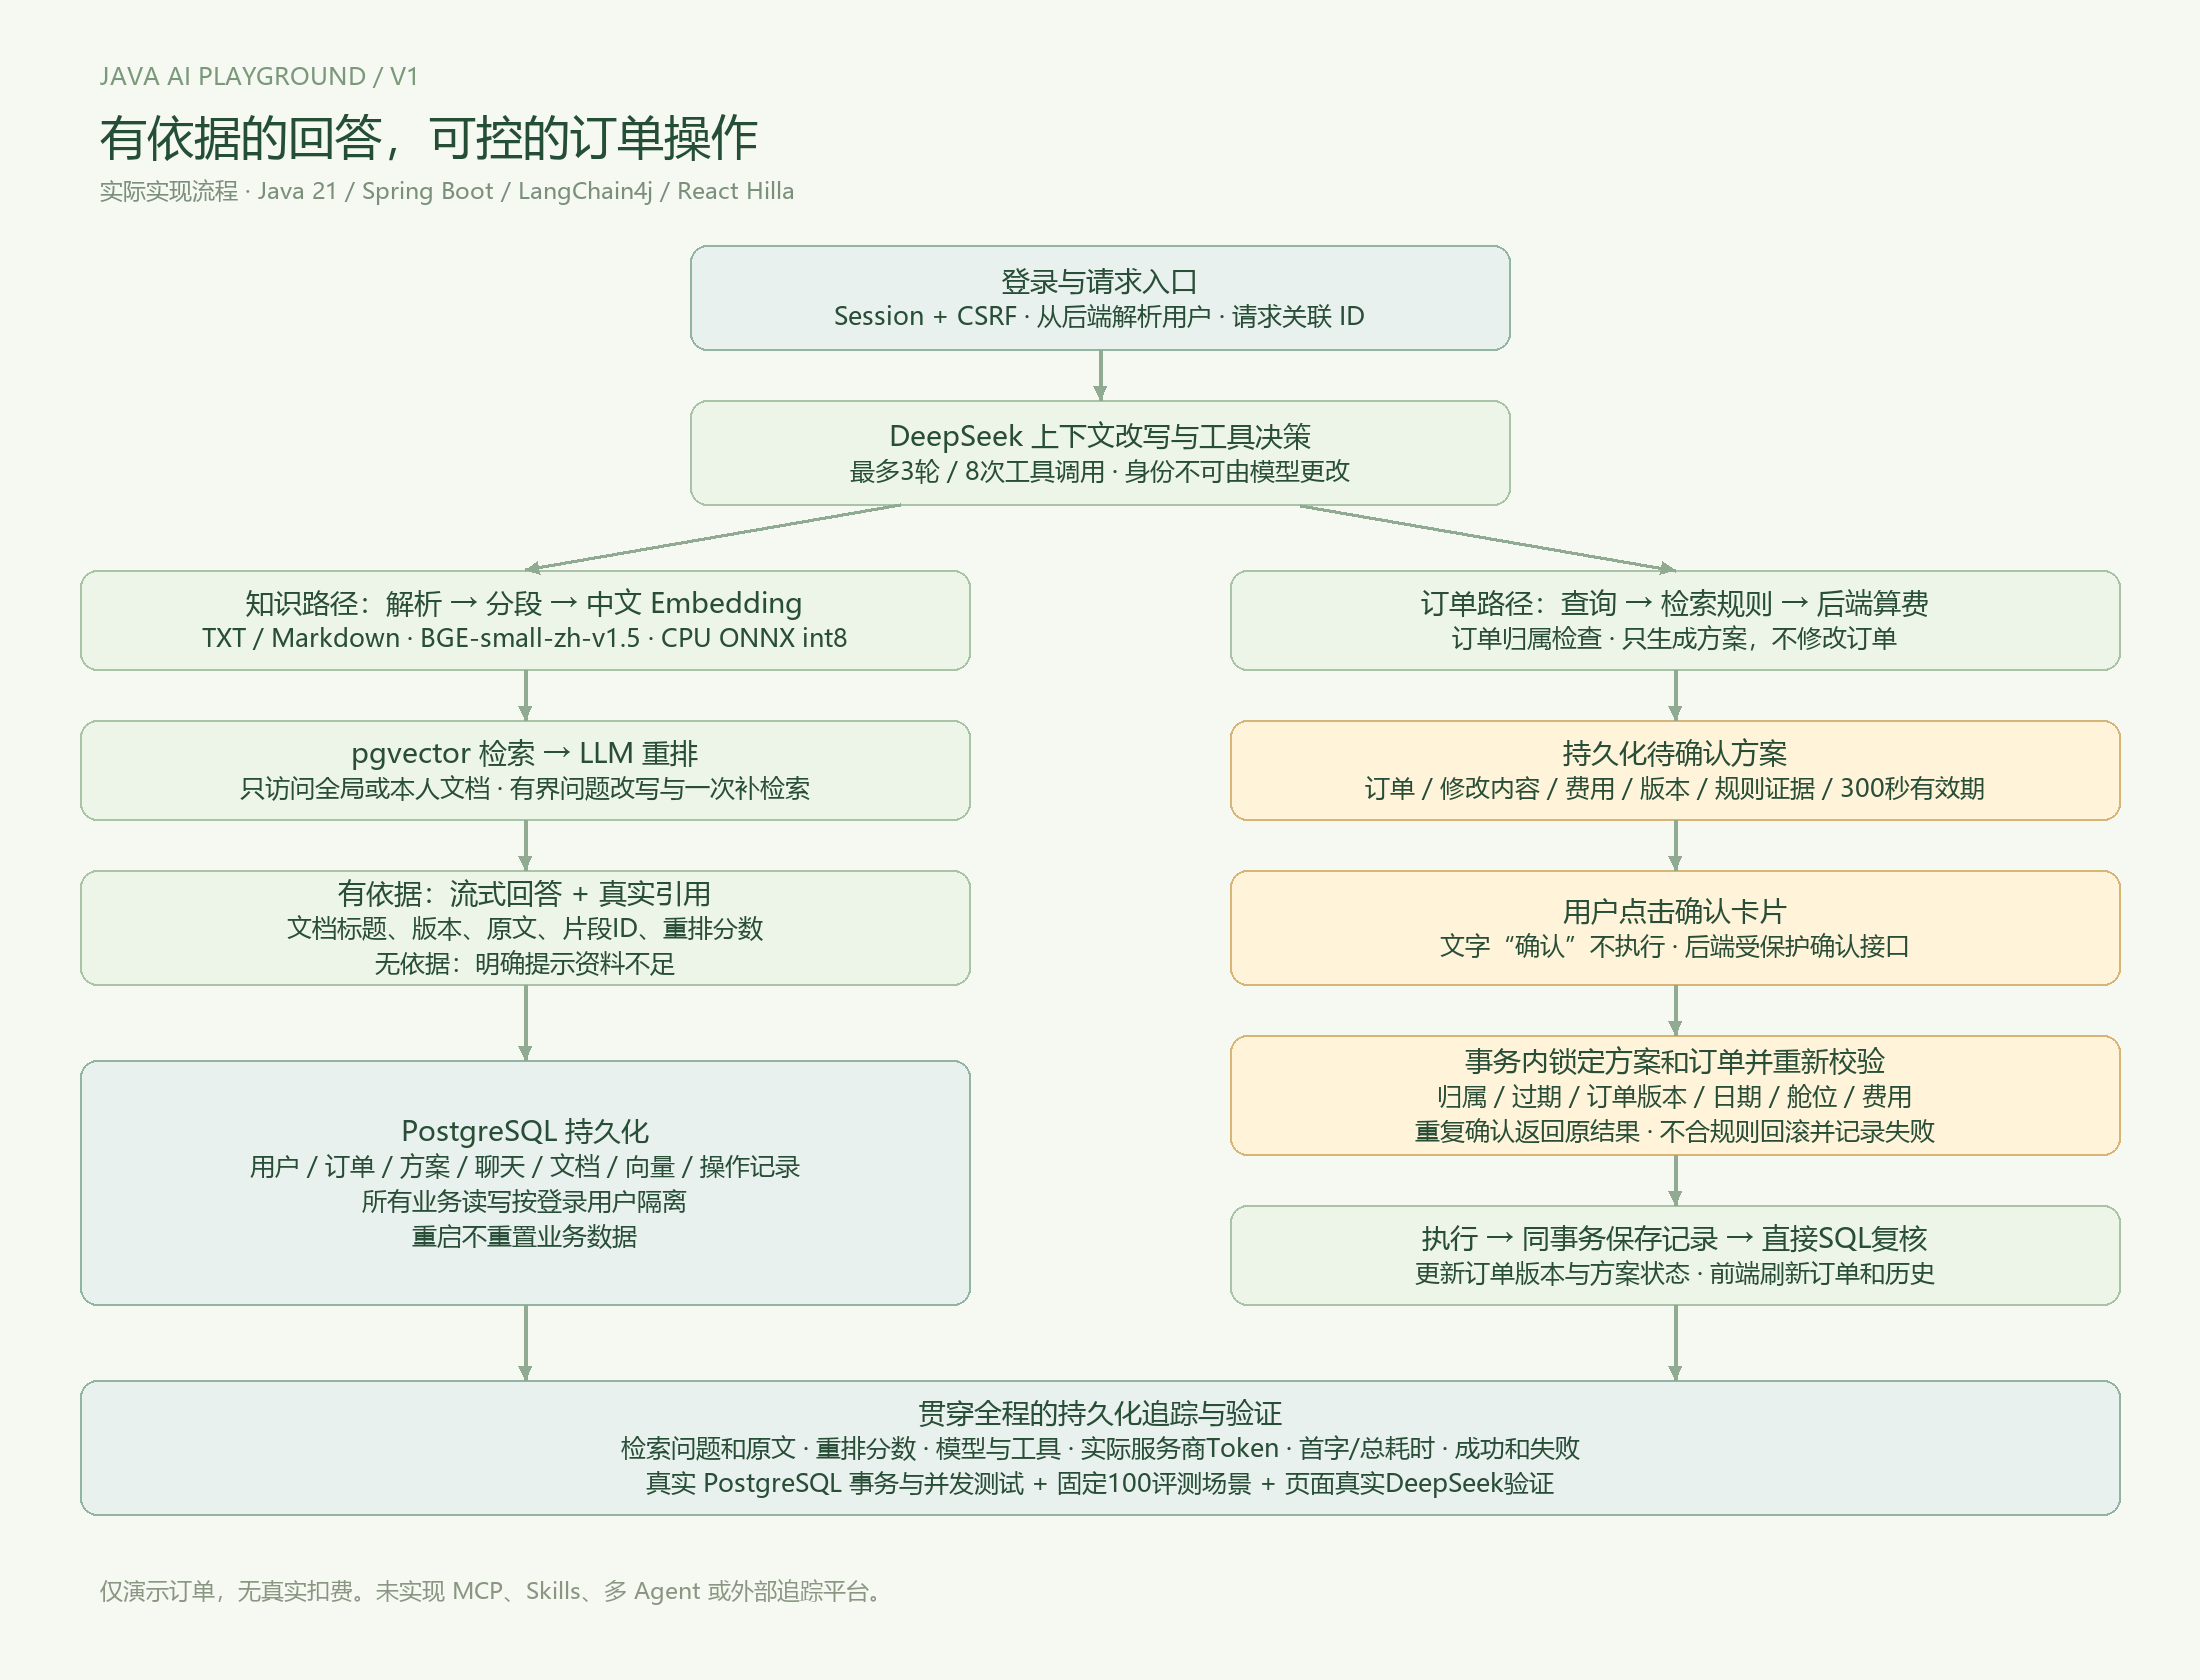 JAVA AI PLAYGROUND / V1
有依据的回答，可控的订单操作
实际实现流程 · Java 21 / Spring Boot / LangChain4j / React Hilla
登录与请求入口
Session + CSRF · 从后端解析用户 · 请求关联 ID
DeepSeek 上下文改写与工具决策
最多3轮 / 8次工具调用 · 身份不可由模型更改
知识路径：解析 → 分段 → 中文 Embedding
TXT / Markdown · BGE-small-zh-v1.5 · CPU ONNX int8
pgvector 检索 → LLM 重排
只访问全局或本人文档 · 有界问题改写与一次补检索
有依据：流式回答 + 真实引用
文档标题、版本、原文、片段ID、重排分数
无依据：明确提示资料不足
PostgreSQL 持久化
用户 / 订单 / 方案 / 聊天 / 文档 / 向量 / 操作记录
所有业务读写按登录用户隔离
重启不重置业务数据
订单路径：查询 → 检索规则 → 后端算费
订单归属检查 · 只生成方案，不修改订单
持久化待确认方案
订单 / 修改内容 / 费用 / 版本 / 规则证据 / 300秒有效期
用户点击确认卡片
文字“确认”不执行 · 后端受保护确认接口
事务内锁定方案和订单并重新校验
归属 / 过期 / 订单版本 / 日期 / 舱位 / 费用
重复确认返回原结果 · 不合规则回滚并记录失败
执行 → 同事务保存记录 → 直接SQL复核
更新订单版本与方案状态 · 前端刷新订单和历史
贯穿全程的持久化追踪与验证
检索问题和原文 · 重排分数 · 模型与工具 · 实际服务商Token · 首字/总耗时 · 成功和失败
真实 PostgreSQL 事务与并发测试 + 固定100评测场景 + 页面真实DeepSeek验证
仅演示订单，无真实扣费。未实现 MCP、Skills、多 Agent 或外部追踪平台。